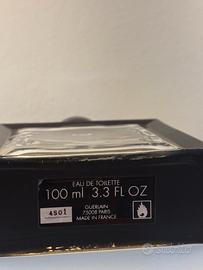 EAU DE TOILETTE
100 ml 3.3 FL OZ
4S01
GUERLAIN
75008 PARIS
MADE IN FRANCE